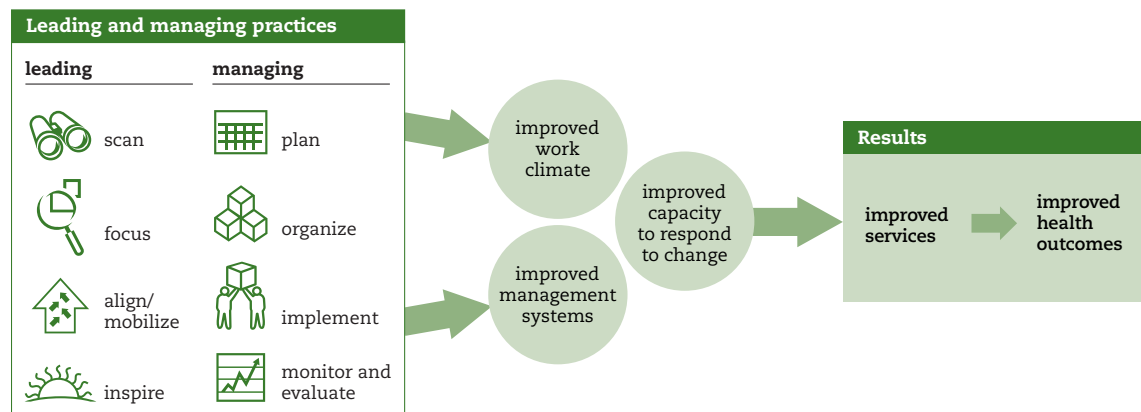 Leading and managing practices
leading
scan
focus
align/
mobilize
inspire
managing
plan
organize
implement
monitor and
evaluate
improved
work
climate
improved
management
systems
improved
capacity
to respond
to change
Results
improved
services
improved
health
outcomes